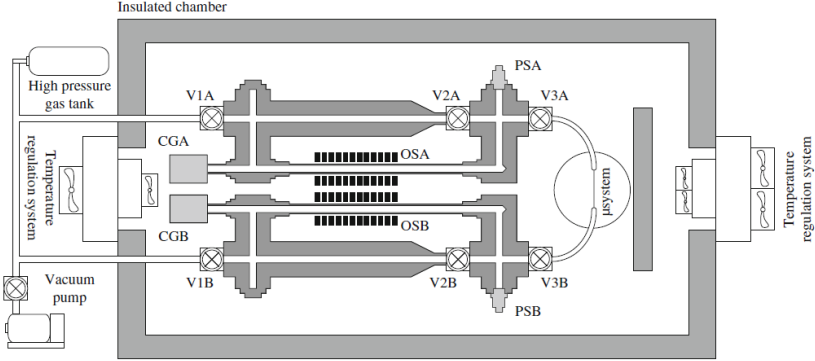 Insulated chamber
PSA
High pressure
gas tank
V1A
V2A
V3A
CGA
OSA
Temperature
regulation system
μsystem
Temperature
regulation system
CGB
OSB
Vacuum
pump
V1B
V2B
V3B
PSB